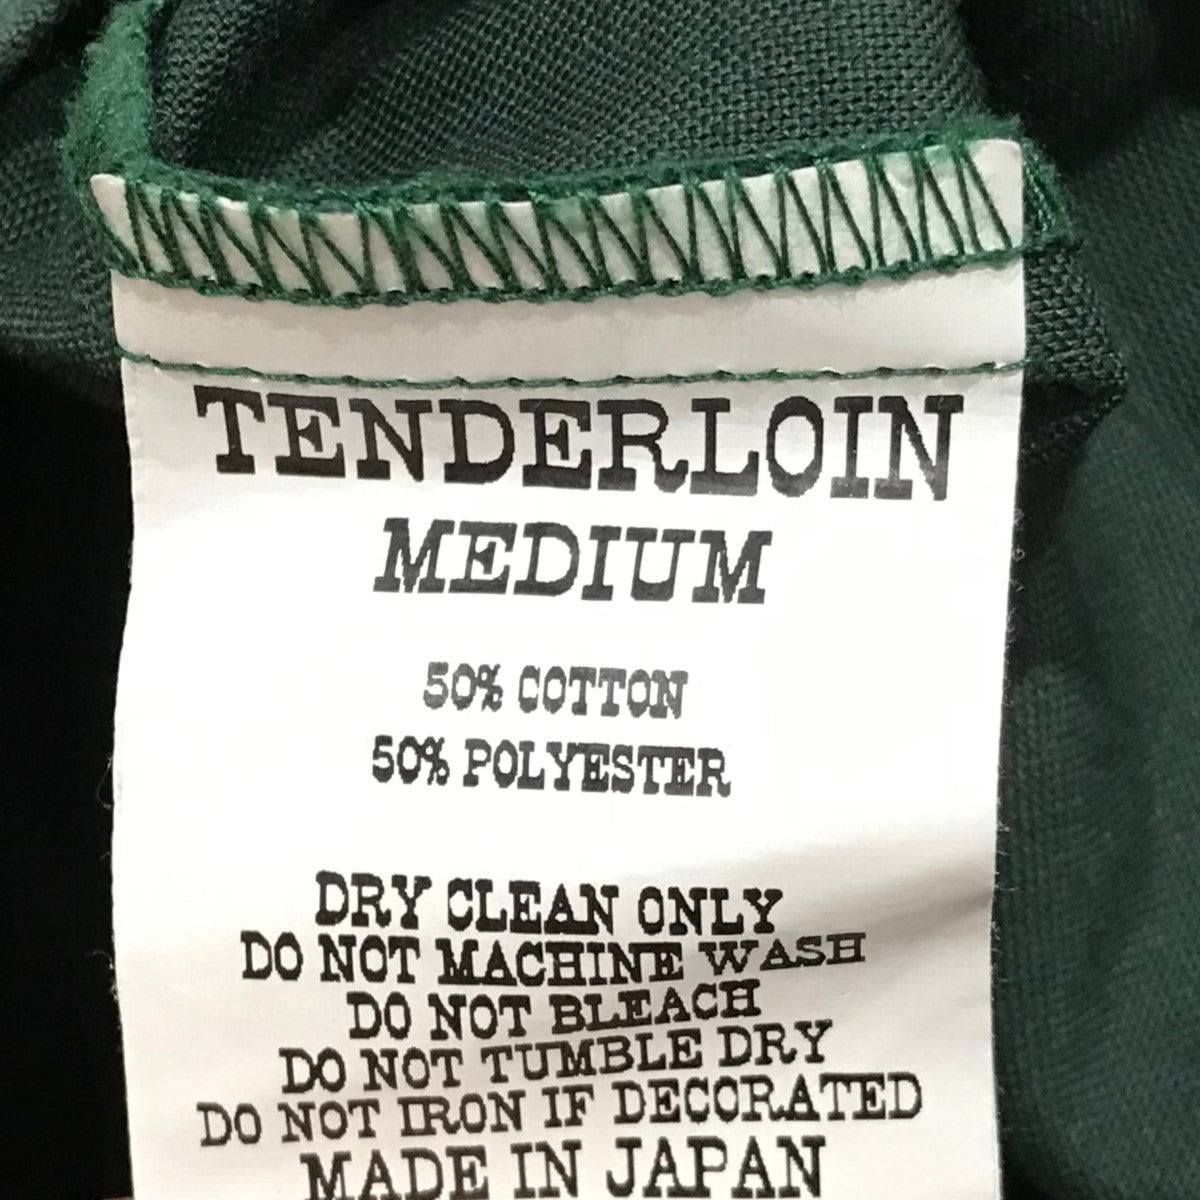 TENDERLOIN
MEDIUM
50% COTTON
50% POLYESTER
DRY CLEAN ONLY
DO NOT MACHINE WASH
DO NOT BLEACH
DO NOT TUMBLE DRY
DO NOT IRON IF DECORATED
MADE IN JAPAN